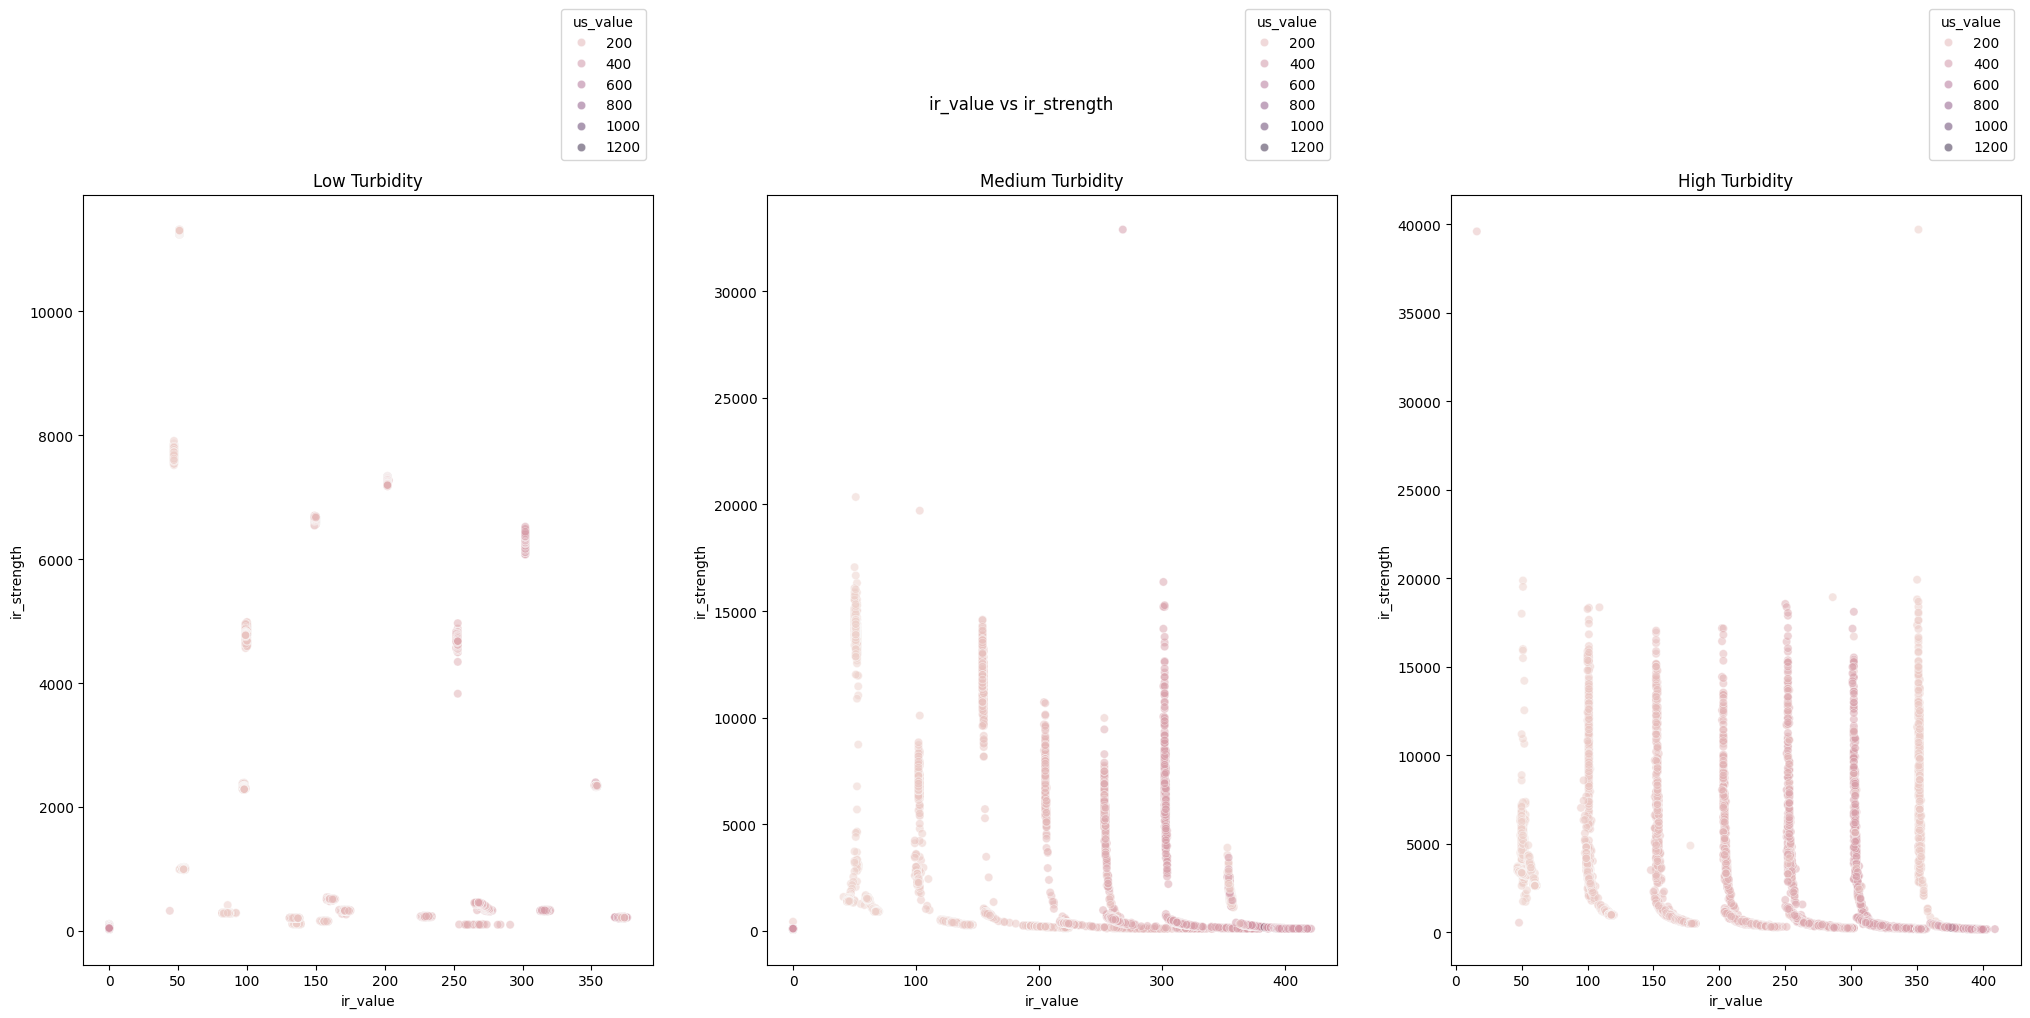 us_value
200
400
600
800
1000
1200
us_value
200
400
600
800
1000
1200
us_value
200
400
600
800
1000
1200
ir_value vs ir_strength
Low Turbidity
10000
8000
6000
4000
2000
0
ir_strength
0 50 100 150 200 250 300 350
ir_value
Medium Turbidity
30000
25000
20000
15000
10000
5000
0
ir_strength
0 100 200 300 400
ir_value
High Turbidity
40000
35000
30000
25000
20000
15000
10000
5000
0
ir_strength
0 50 100 150 200 250 300 350 400
ir_value